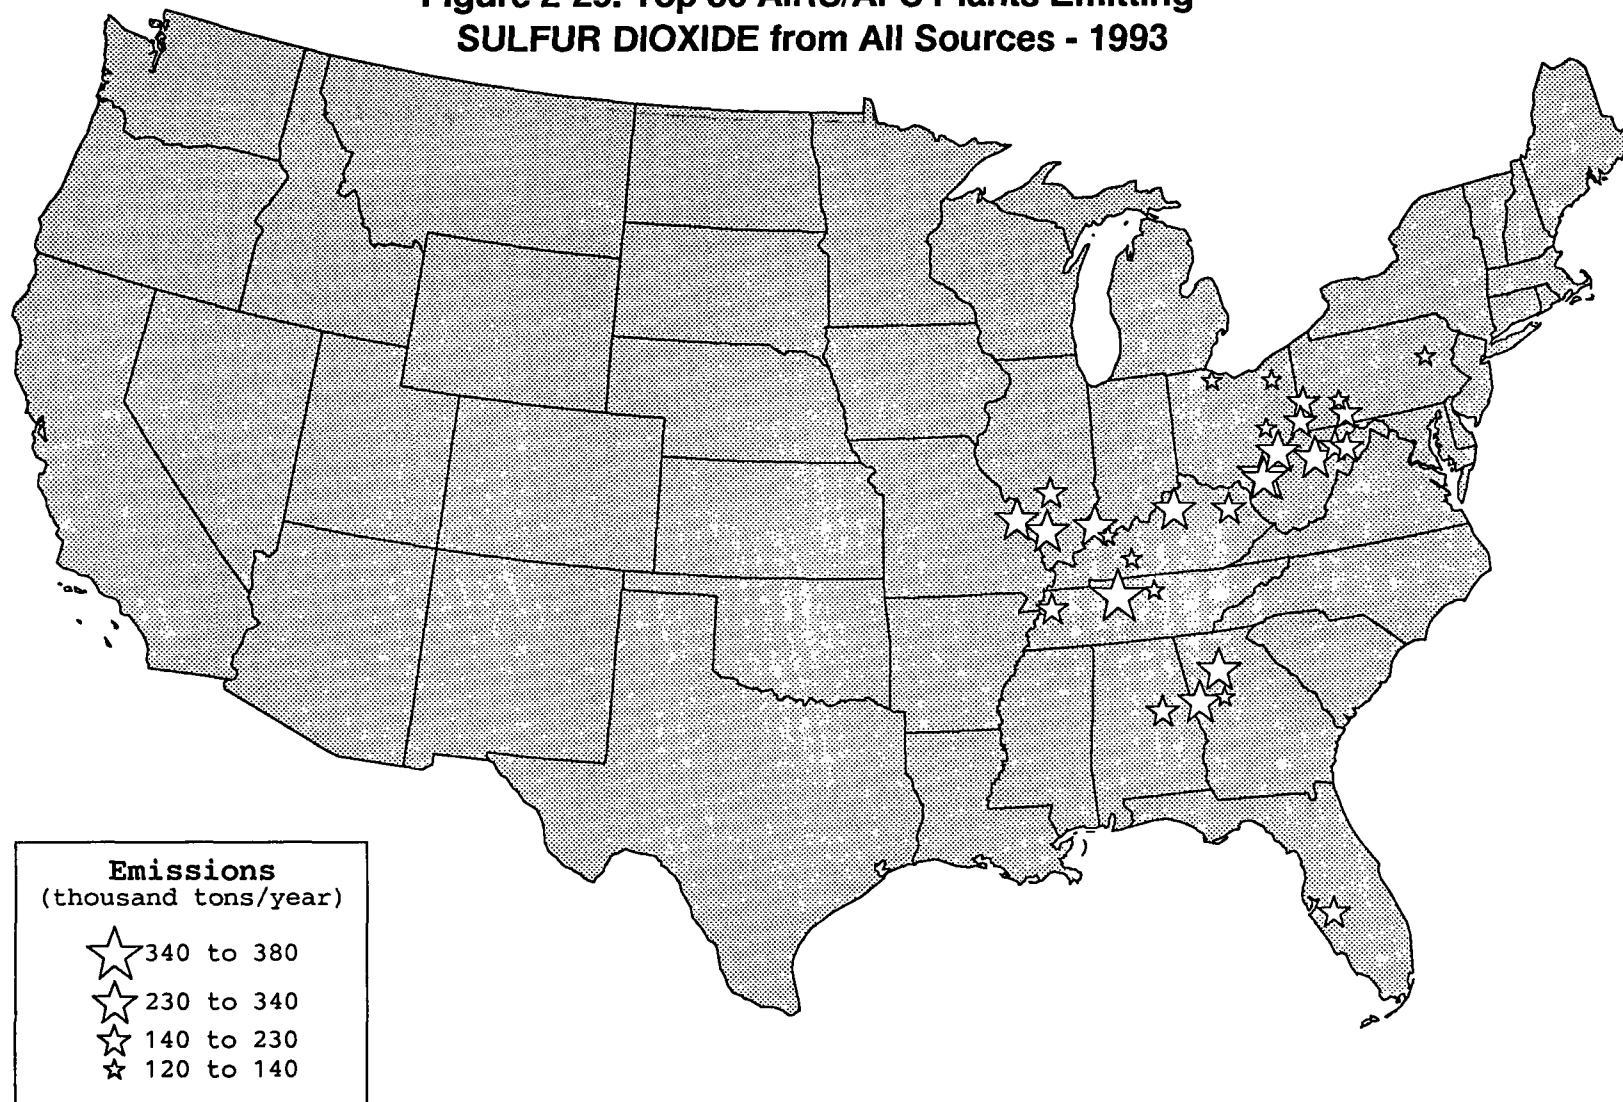 SULFUR DIOXIDE from All Sources - 1993
Emissions
(thousand tons/year)
340 to 380
230 to 340
140 to 230
120 to 140